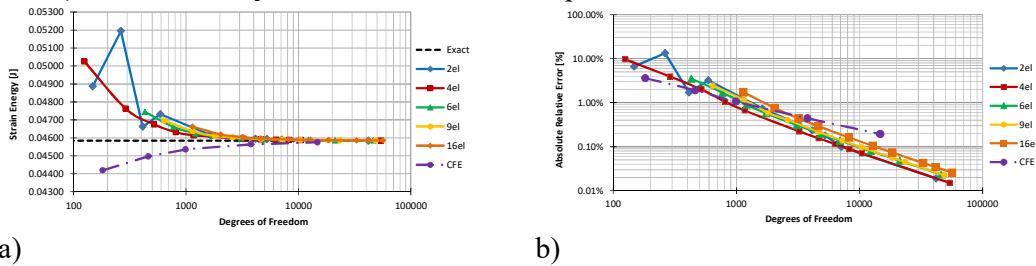 0.05300
0.05200
0.05100
0.05000
0.04900
0.04800
0.04700
0.04600
0.04500
0.04400
0.04300
Strain Energy [J]
100
1000
10000
100000
Degrees of Freedom
Exact
2el
4el
6el
9el
16el
CFE
a)
100.00%
10.00%
1.00%
0.10%
0.01%
Absolute Relative Error [%]
100
1000
10000
100000
Degrees of Freedom
2el
4el
6el
9el
16el
CFE
b)